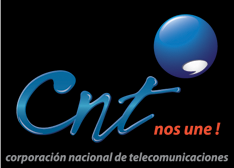 Cnt
nos une !
corporación nacional de telecomunicaciones